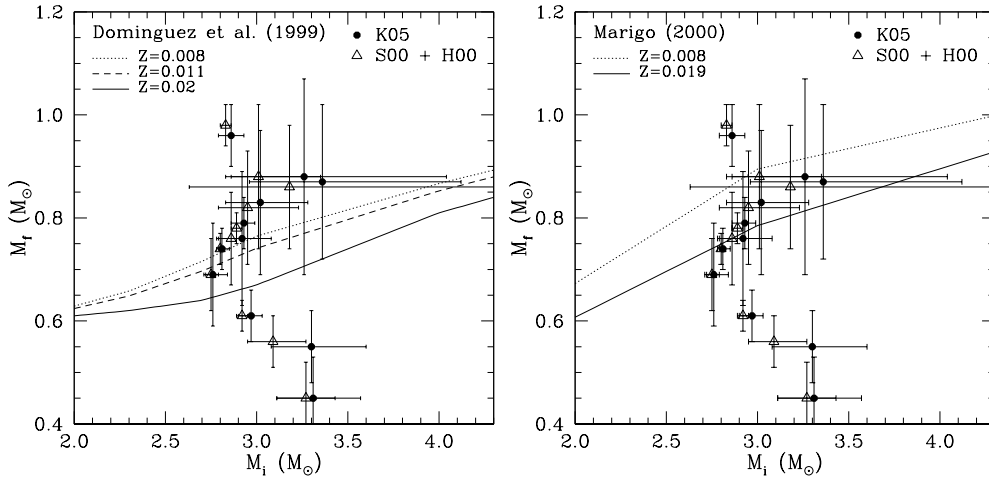 Dominguez et al. (1999)
Z=0.008
Z=0.011
Z=0.02
K05
S00 + H00
1.2
1.0
0.8
0.6
0.4
M_f (M_⊙)
2.0 2.5 3.0 3.5 4.0
M_i (M_⊙)
Marigo (2000)
Z=0.008
Z=0.019
K05
S00 + H00
1.2
1.0
0.8
0.6
0.4
M_f (M_⊙)
2.0 2.5 3.0 3.5 4.0
M_i (M_⊙)